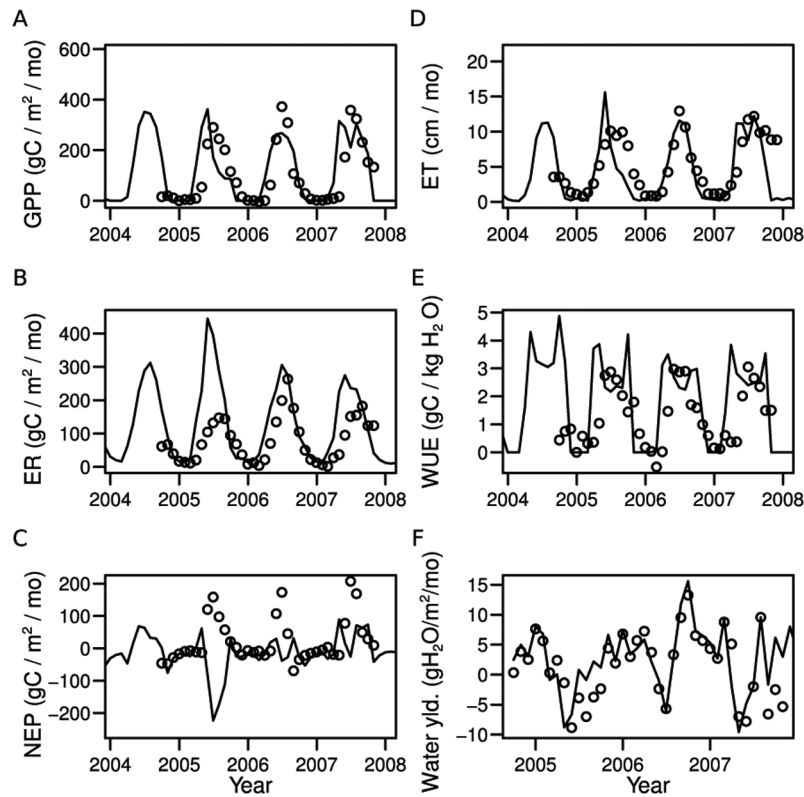 A
GPP (gC / m² / mo)
600
400
200
0
2004 2005 2006 2007 2008
B
ER (gC / m² / mo)
400
300
200
100
0
2004 2005 2006 2007 2008
C
NEP (gC / m² / mo)
200
100
0
−100
−200
2004 2005 2006 2007 2008
Year
D
ET (cm / mo)
20
15
10
5
0
2004 2005 2006 2007 2008
E
WUE (gC / kg H₂ O)
5
4
3
2
1
0
2004 2005 2006 2007 2008
F
Water yld. (gH₂O/m²/mo)
15
10
5
0
−5
−10
2005 2006 2007
Year